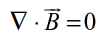 ∇ · B⃗ = 0